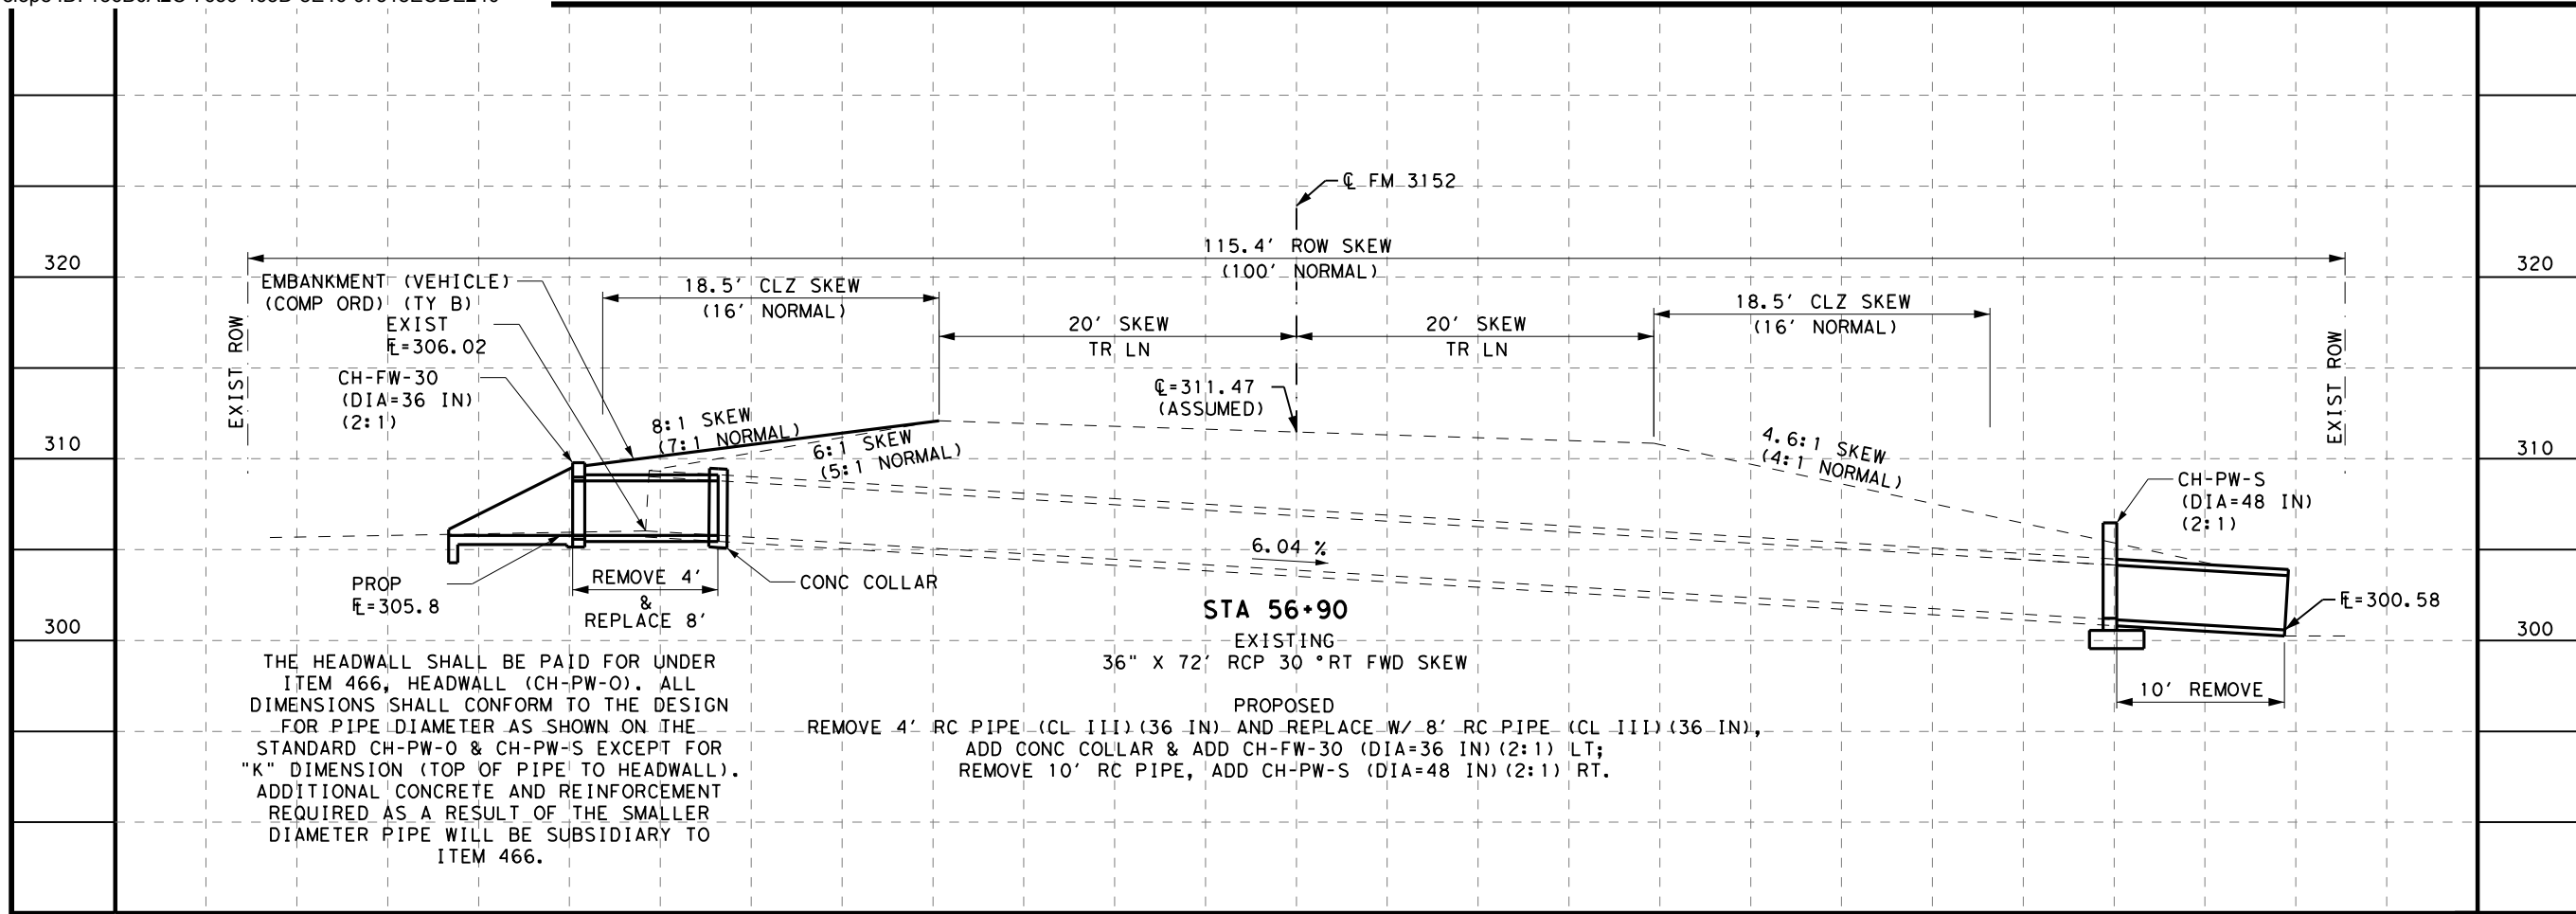 ₵ FM 3152
115.4' ROW SKEW
(100' NORMAL)
320
320
EMBANKMENT (VEHICLE)
(COMP ORD) (TY B)
18.5' CLZ SKEW
(16' NORMAL)
18.5' CLZ SKEW
(16' NORMAL)
EXIST
FL=306.02
20' SKEW
TR LN
20' SKEW
TR LN
EXIST ROW
EXIST ROW
CH-FW-30
(DIA=36 IN)
(2:1)
℄=311.47
(ASSUMED)
8:1 SKEW
(7:1 NORMAL)
6:1 SKEW
(5:1 NORMAL)
4.6:1 SKEW
(4:1 NORMAL)
310
310
CH-PW-S
(DIA=48 IN)
(2:1)
6.04 %
PROP
FL=305.8
REMOVE 4'
&
REPLACE 8'
CONC COLLAR
FL=300.58
300
300
10' REMOVE
STA 56+90
EXISTING
36" X 72' RCP 30 °RT FWD SKEW
PROPOSED
REMOVE 4' RC PIPE (CL III)(36 IN) AND REPLACE W/ 8' RC PIPE (CL III)(36 IN),
ADD CONC COLLAR & ADD CH-FW-30 (DIA=36 IN)(2:1) LT;
REMOVE 10' RC PIPE, ADD CH-PW-S (DIA=48 IN)(2:1) RT.
THE HEADWALL SHALL BE PAID FOR UNDER
ITEM 466, HEADWALL (CH-PW-O). ALL
DIMENSIONS SHALL CONFORM TO THE DESIGN
FOR PIPE DIAMETER AS SHOWN ON THE
STANDARD CH-PW-O & CH-PW-S EXCEPT FOR
"K" DIMENSION (TOP OF PIPE TO HEADWALL).
ADDITIONAL CONCRETE AND REINFORCEMENT
REQUIRED AS A RESULT OF THE SMALLER
DIAMETER PIPE WILL BE SUBSIDIARY TO
ITEM 466.